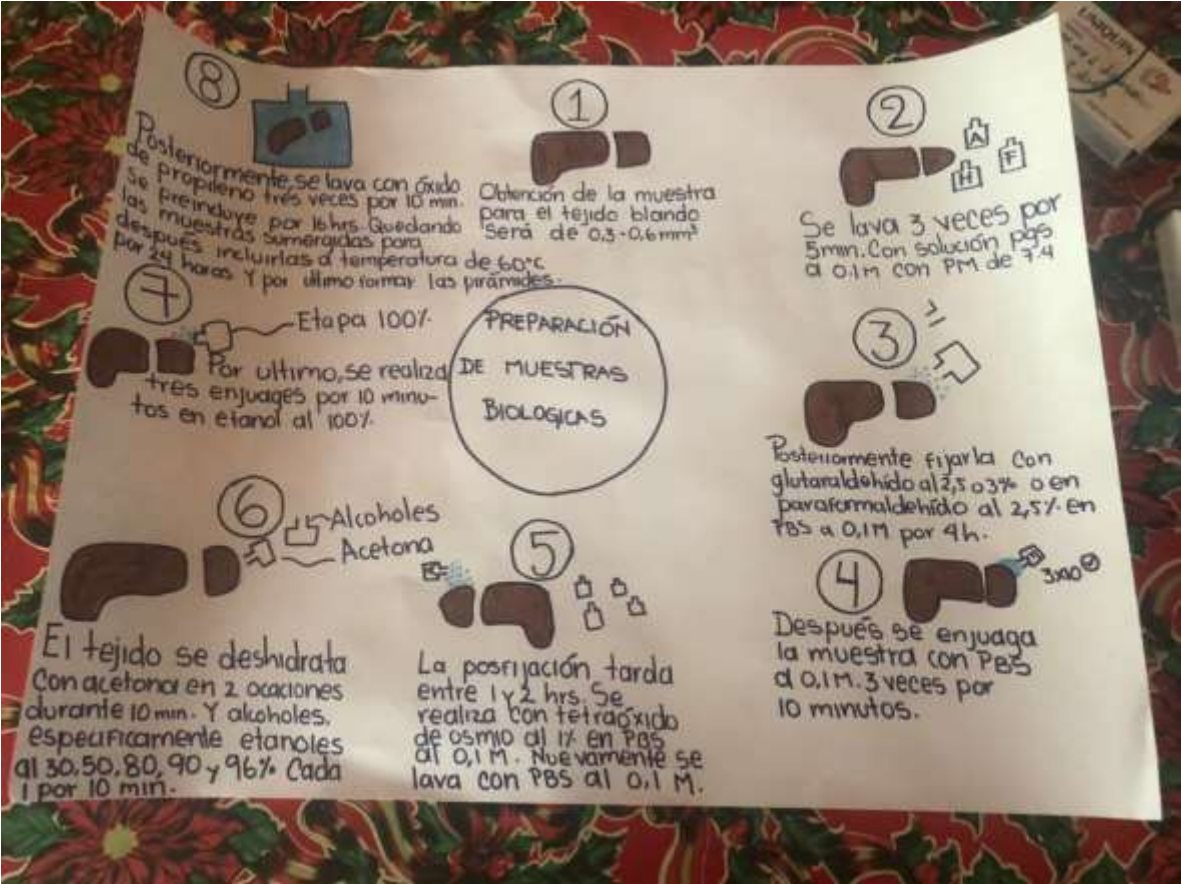 PREPARACIÓN
DE MUESTRAS
BIOLOGICAS
1
Obtención de la muestra
para el tejido blando
Será de 0,3-0,6mm³
2
A
H
F
Se lava 3 veces por
5min. Con solución PBS
a 0.1M con PM de 7.4
3
Posteriormente fijarla con
glutaraldehído al 2,5 o 3% o en
paraformaldehído al 2,5% en
PBS a 0,1M por 4h.
4
3x10
Después se enjuaga
la muestra con PBS
a 0,1M. 3 veces por
10 minutos.
5
La posfijación tarda
entre 1 y 2 hrs. Se
realiza con tetraóxido
de osmio al 1% en PBS
al 0,1 M. Nuevamente se
lava con PBS al 0,1 M.
6
Alcoholes
Acetona
El tejido se deshidrata
Con acetona en 2 ocaciones
durante 10 min. Y alcoholes.
especificamente etanoles
al 30,50,80,90 y 96% Cada
1 por 10 min.
7
Etapa 100%
Por ultimo, se realiza
tres enjuages por 10 minu-
tos en etanol al 100%.
8
Posteriormente, se lava con óxido
de propileno tres veces por 10 min.
Se preincluye por 16 hrs. Quedando
las muestras sumergidas para
después incluirlas a temperatura de 60°C
por 24 horas Y por ultimo formar las pirámides.